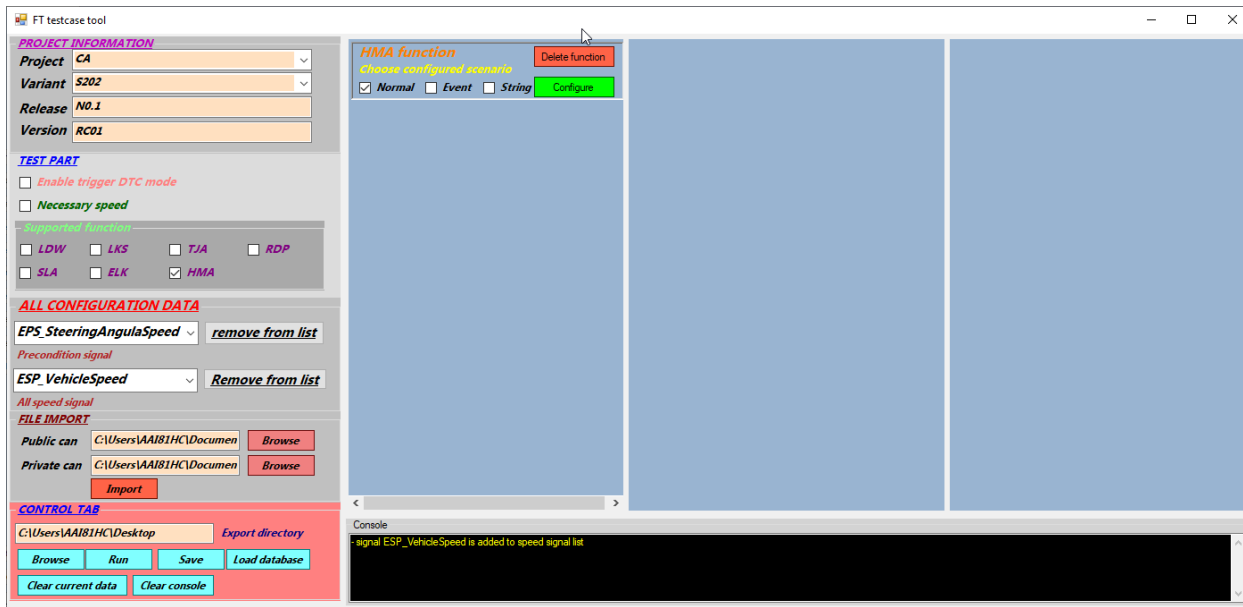 FT testcase tool
PROJECT INFORMATION
Project CA
Variant S202
Release N0.1
Version RC01
TEST PART
Enable trigger DTC mode
Necessary speed
Supported function
LDW LKS TJA RDP
SLA ELK HMA
ALL CONFIGURATION DATA
EPS_SteeringAngulaSpeed remove from list
Precondition signal
ESP_VehicleSpeed Remove from list
All speed signal
FILE IMPORT
Public can C:\Users\AAI81HC\Documen Browse
Private can C:\Users\AAI81HC\Documen Browse
Import
CONTROL TAB
C:\Users\AAI81HC\Desktop Export directory
Browse Run Save Load database
Clear current data Clear console
HMA function Delete function
Choose configured scenario
Normal Event String Configure
Console
- signal ESP_VehicleSpeed is added to speed signal list